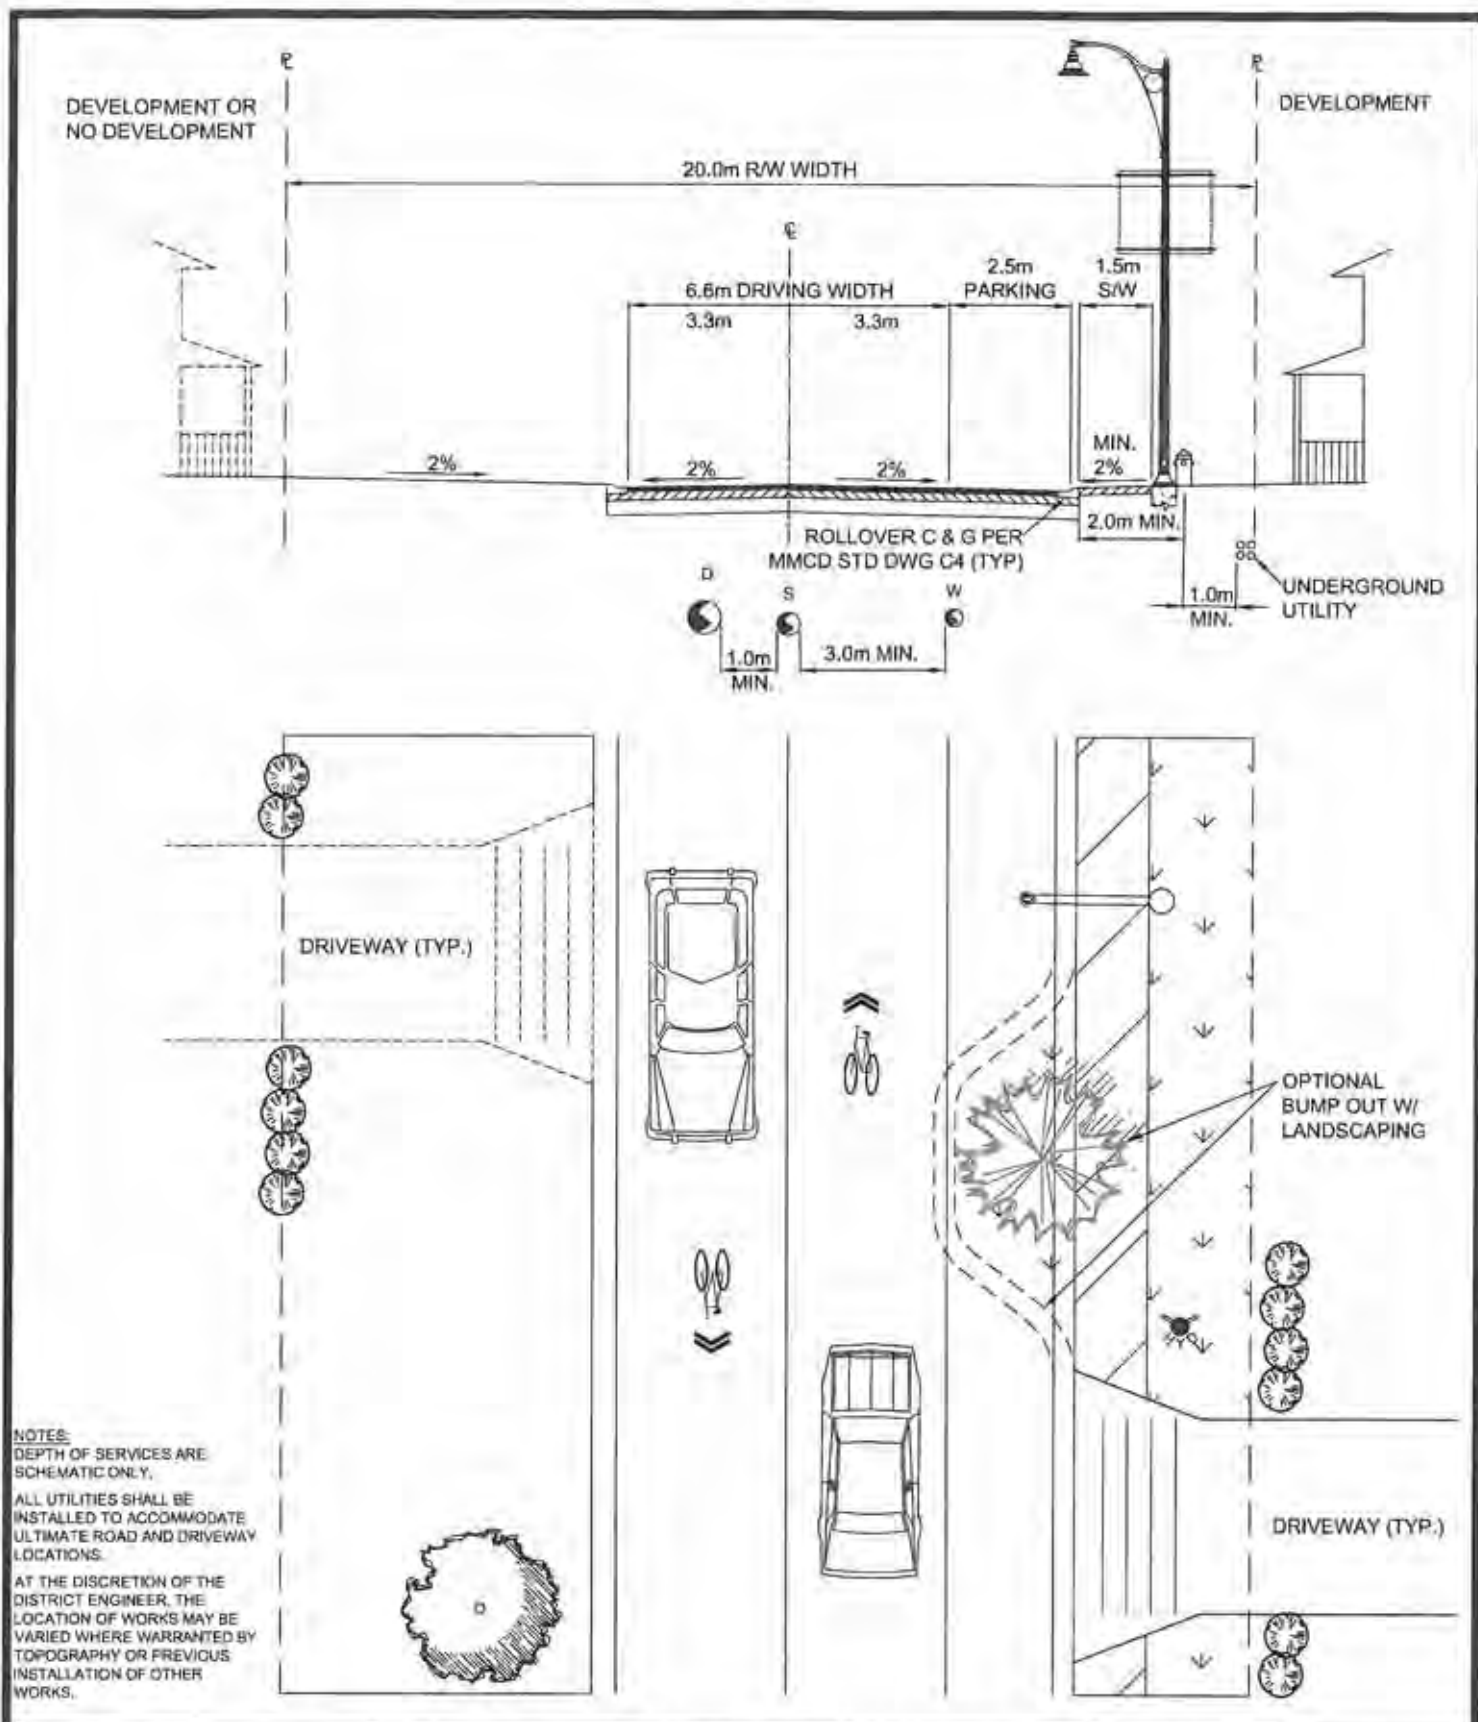 DEVELOPMENT OR
NO DEVELOPMENT
DEVELOPMENT
20.0m R/W WIDTH
6.6m DRIVING WIDTH
3.3m
3.3m
2.5m
PARKING
1.5m
S/W
2%
2%
2%
MIN.
2%
2.0m MIN.
ROLLOVER C & G PER
MMCD STD DWG C4 (TYP)
UNDERGROUND
UTILITY
1.0m
MIN.
D
S
W
1.0m
MIN.
3.0m MIN.
DRIVEWAY (TYP.)
OPTIONAL
BUMP OUT W/
LANDSCAPING
HYD
DRIVEWAY (TYP.)
NOTES:
DEPTH OF SERVICES ARE
SCHEMATIC ONLY.
ALL UTILITIES SHALL BE
INSTALLED TO ACCOMMODATE
ULTIMATE ROAD AND DRIVEWAY
LOCATIONS.
AT THE DISCRETION OF THE
DISTRICT ENGINEER, THE
LOCATION OF WORKS MAY BE
VARIED WHERE WARRANTED BY
TOPOGRAPHY OR PREVIOUS
INSTALLATION OF OTHER
WORKS.